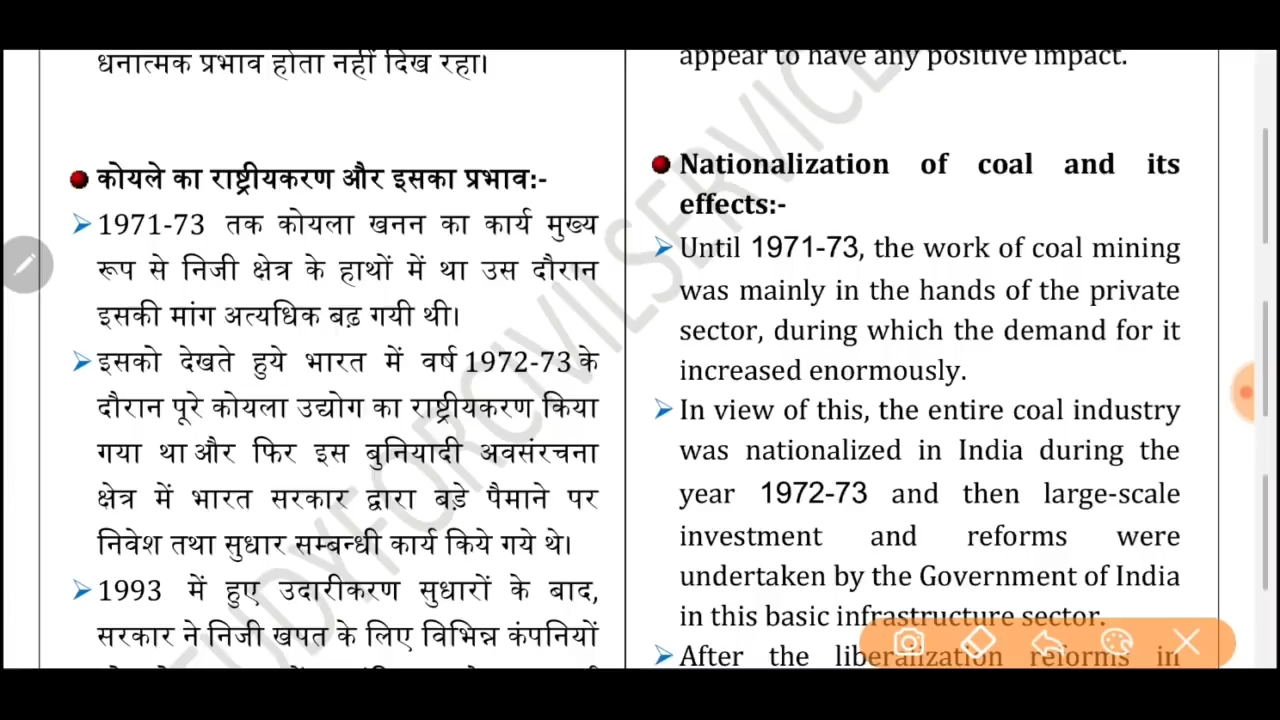 धनात्मक प्रभाव होता नहीं दिख रहा।
कोयले का राष्ट्रीयकरण और इसका प्रभाव:-
1971-73 तक कोयला खनन का कार्य मुख्य
रूप से निजी क्षेत्र के हाथों में था उस दौरान
इसकी मांग अत्यधिक बढ़ गयी थी।
इसको देखते हुये भारत में वर्ष 1972-73 के
दौरान पूरे कोयला उद्योग का राष्ट्रीयकरण किया
गया था और फिर इस बुनियादी अवसंरचना
क्षेत्र में भारत सरकार द्वारा बड़े पैमाने पर
निवेश तथा सुधार सम्बन्धी कार्य किये गये थे।
1993 में हुए उदारीकरण सुधारों के बाद,
सरकार ने निजी खपत के लिए विभिन्न कंपनियों
appear to have any positive impact.
Nationalization of coal and its
effects:-
Until 1971-73, the work of coal mining
was mainly in the hands of the private
sector, during which the demand for it
increased enormously.
In view of this, the entire coal industry
was nationalized in India during the
year 1972-73 and then large-scale
investment and reforms were
undertaken by the Government of India
in this basic infrastructure sector.
After the liberalization reforms in
STUDYFORCIVILSERVICES